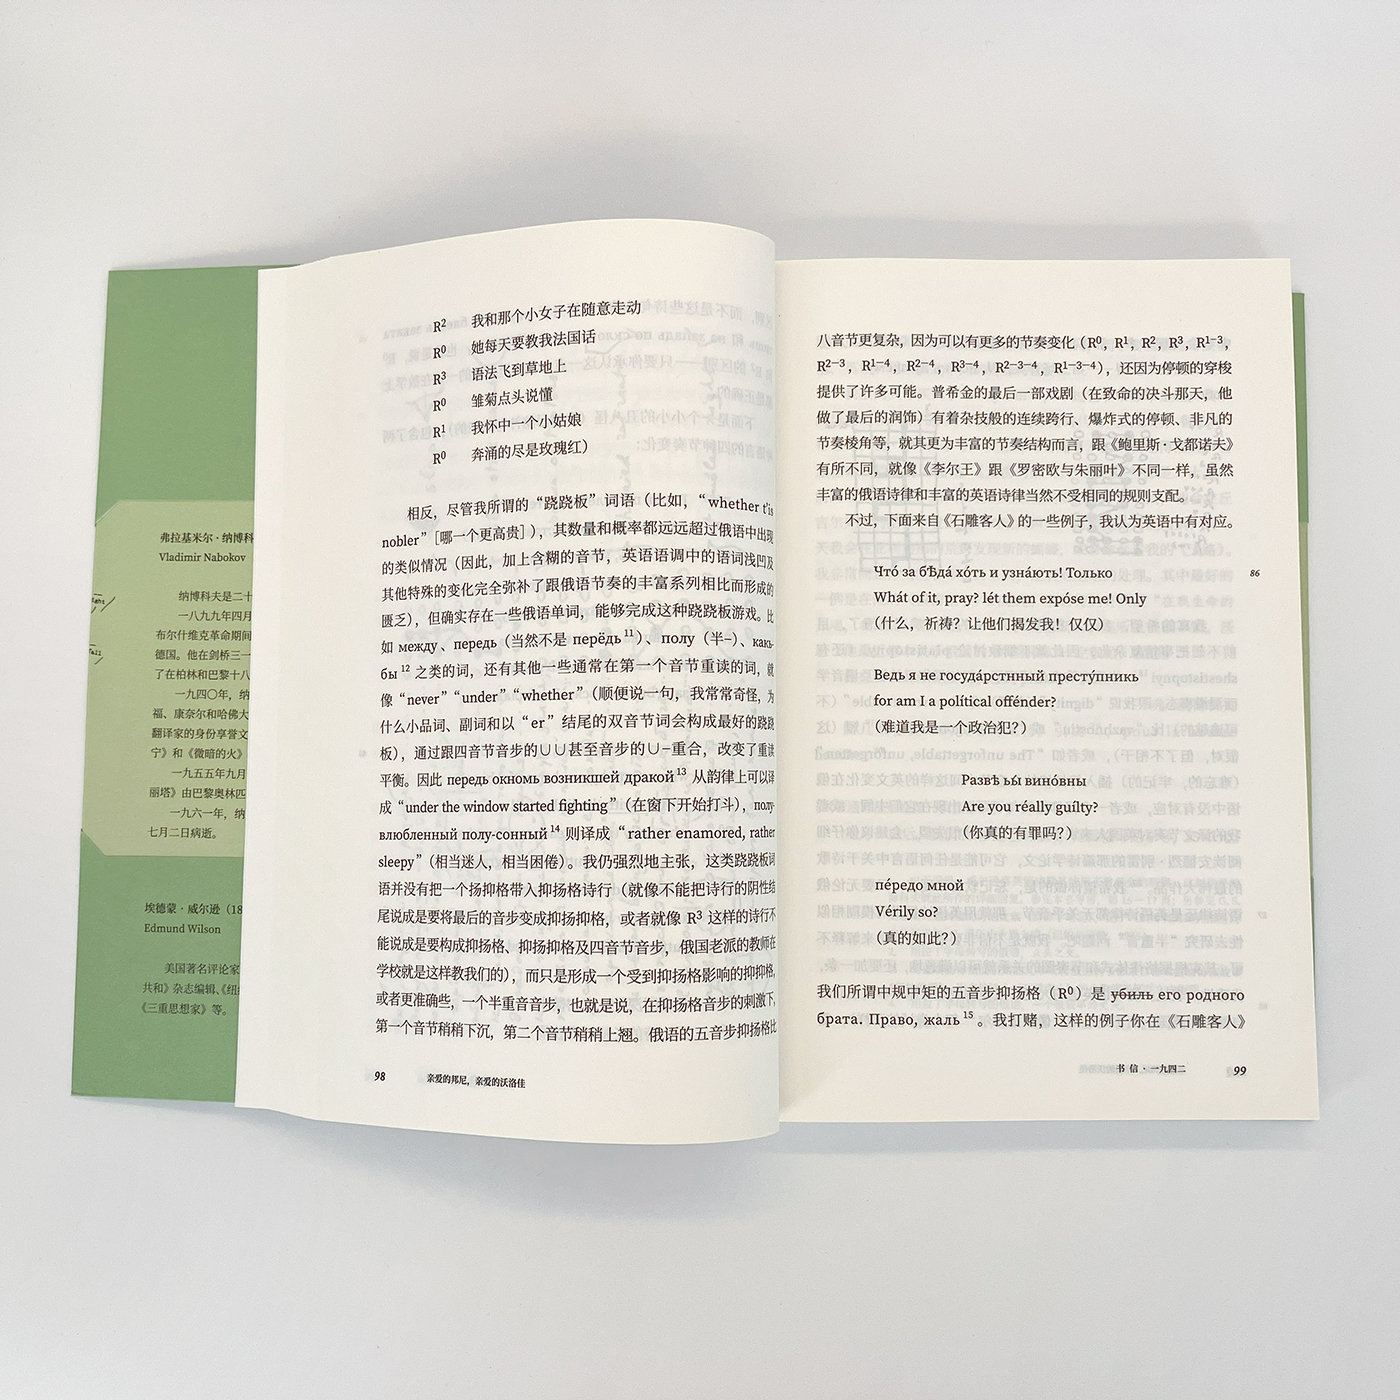 弗拉基米尔·纳博科
Vladimir Nabokov
纳博科夫是二十
一八九九年四月
布尔什维克革命期间
德国。他在剑桥三一
了在柏林和巴黎十八
一九四〇年，纳
福、康奈尔和哈佛大
翻译家的身份享誉文
宁》和《微暗的火》
一九五五年九月
丽塔》由巴黎奥林匹
一九六一年，纳
七月二日病逝。
埃德蒙·威尔逊（18
Edmund Wilson
美国著名评论家
共和》杂志编辑、《纽
《三重思想家》等。
R² 我和那个小女子在随意走动
R⁰ 她每天要教我法国话
R³ 语法飞到草地上
R⁰ 雏菊点头说懂
R¹ 我怀中一个小姑娘
R⁰ 奔涌的尽是玫瑰红）
相反，尽管我所谓的“跷跷板”词语（比如，“whether t’is
nobler”［哪一个更高贵］），其数量和概率都远远超过俄语中出现
的类似情况（因此，加上含糊的音节，英语语调中的语词浅凹及
其他特殊的变化完全弥补了跟俄语节奏的丰富系列相比而形成的
匮乏），但确实存在一些俄语单词，能够完成这种跷跷板游戏。比
如 между、передь（当然不是 перёдь¹¹）、полу（半−）、какъ-
бы¹² 之类的词，还有其他一些通常在第一个音节重读的词，就
像“never”“under”“whether”（顺便说一句，我常常奇怪，为
什么小品词、副词和以“er”结尾的双音节词会构成最好的跷跷
板），通过跟四音节音步的∪∪甚至音步的∪−重合，改变了重读
平衡。因此 передь окномь возникшей дракой¹³ 从韵律上可以译
成“under the window started fighting”（在窗下开始打斗），полу-
влюбленный полу-сонный¹⁴ 则译成“rather enamored, rather
sleepy”（相当迷人，相当困倦）。我仍强烈地主张，这类跷跷板词
语并没有把一个扬抑格带入抑扬格诗行（就像不能把诗行的阴性结
尾说成是要将最后的音步变成抑扬抑格，或者就像 R³ 这样的诗行不
能说成是要构成抑扬格、抑扬抑格及四音节音步，俄国老派的教师在
学校就是这样教我们的），而只是形成一个受到抑扬格影响的抑抑格，
或者更准确些，一个半重音音步，也就是说，在抑扬格音步的刺激下，
第一个音节稍稍下沉，第二个音节稍稍上翘。俄语的五音步抑扬格比
98 亲爱的邦尼，亲爱的沃洛佳
八音节更复杂，因为可以有更多的节奏变化（R⁰，R¹，R²，R³，R¹⁻³，
R²⁻³，R¹⁻⁴，R²⁻⁴，R³⁻⁴，R²⁻³⁻⁴，R¹⁻³⁻⁴），还因为停顿的穿梭
提供了许多可能。普希金的最后一部戏剧（在致命的决斗那天，他
做了最后的润饰）有着杂技般的连续跨行、爆炸式的停顿、非凡的
节奏棱角等，就其更为丰富的节奏结构而言，跟《鲍里斯·戈都诺夫》
有所不同，就像《李尔王》跟《罗密欧与朱丽叶》不同一样，虽然
丰富的俄语诗律和丰富的英语诗律当然不受相同的规则支配。
不过，下面来自《石雕客人》的一些例子，我认为英语中有对应。
Чтó за бѢдá хóть и узнáють! Только
86
Whát of it, pray? lét them expóse me! Only
（什么，祈祷？让他们揭发我！仅仅）
Ведь я не госудáрстнный престýпникь
for am I a polítical offénder?
（难道我是一个政治犯？）
РазвѢ ьы́ винóвны
Are you réally guílty?
（你真的有罪吗？）
пéредо мной
Vérily so?
（真的如此？）
我们所谓中规中矩的五音步抑扬格（R⁰）是 убиль его родного
брата. Право, жаль¹⁵。我打赌，这样的例子你在《石雕客人》
书信·一九四二 99